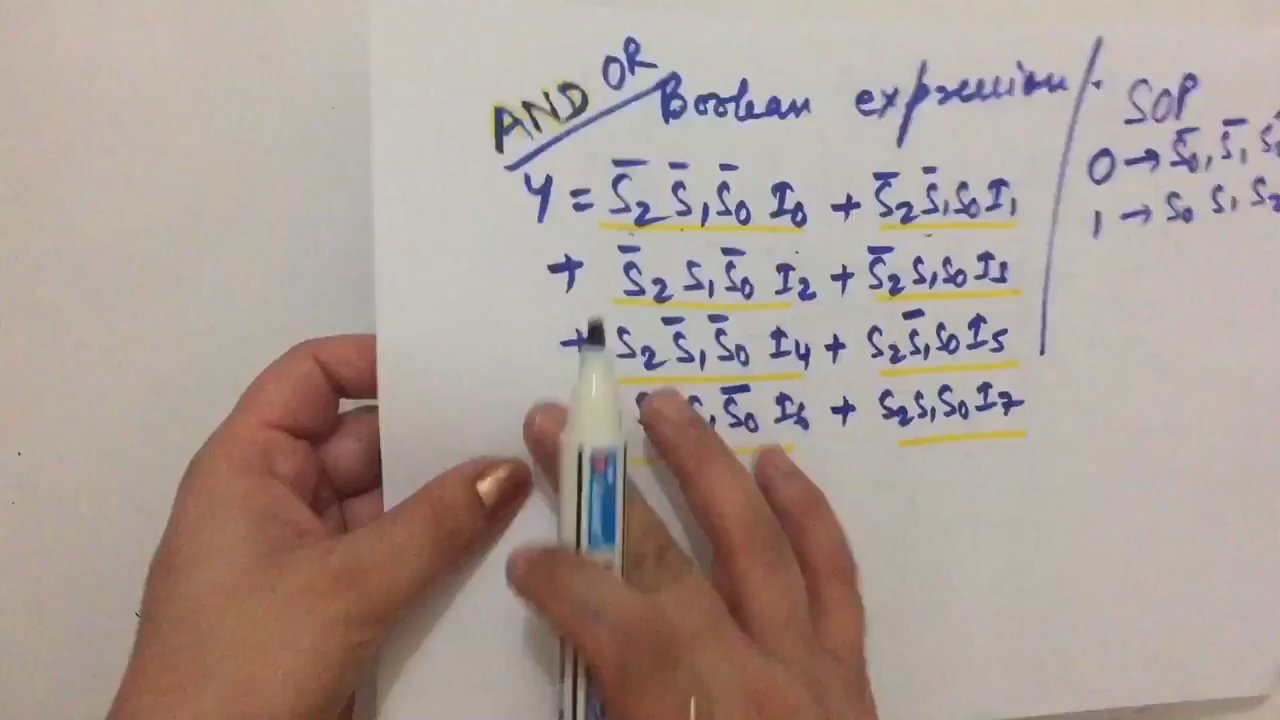 AND OR
Boolean expression/.
Y = S̅₂ S̅₁ S̅₀ I₀ + S̅₂ S̅₁ S₀ I₁
+ S̅₂ S₁ S̅₀ I₂ + S̅₂ S₁ S₀ I₃
+ S₂ S̅₁ S̅₀ I₄ + S₂ S̅₁ S₀ I₅
S̅₀ I₆ + S₂ S₁ S₀ I₇
SOP
0 → S̅₀, S̅₁
1 → S₀ S₁ S₂